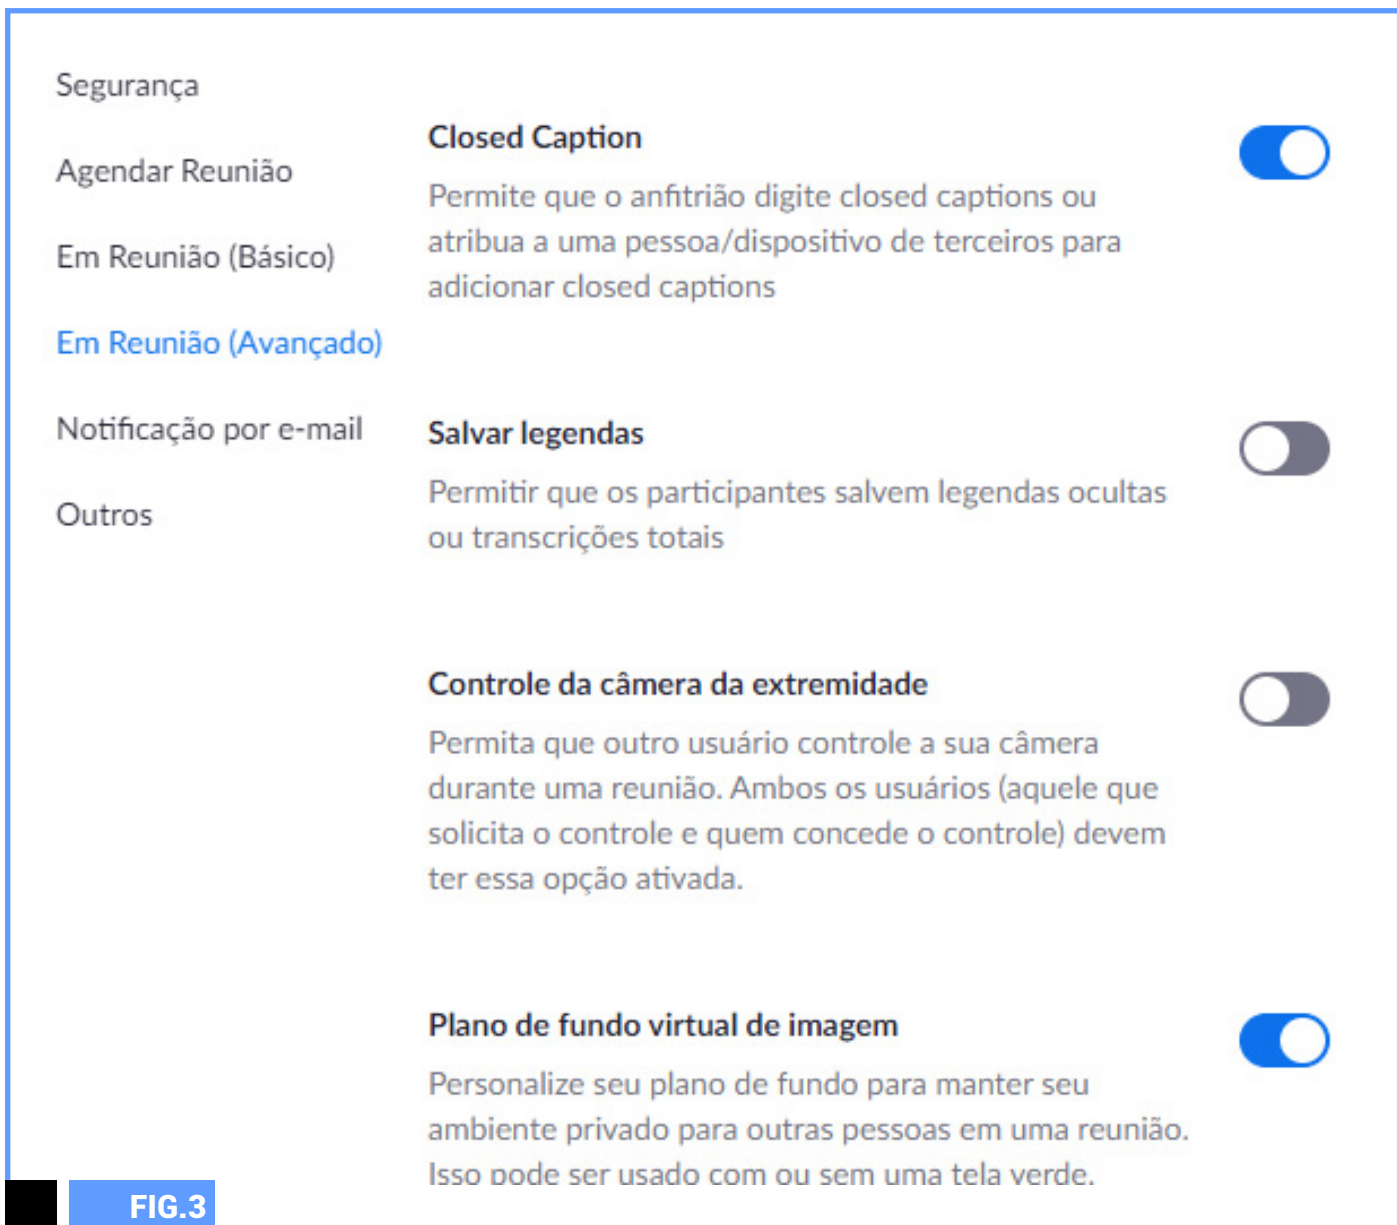 Segurança
Agendar Reunião
Em Reunião (Básico)
Em Reunião (Avançado)
Notificação por e-mail
Outros
Closed Caption
Permite que o anfitrião digite closed captions ou
atribua a uma pessoa/dispositivo de terceiros para
adicionar closed captions
Salvar legendas
Permitir que os participantes salvem legendas ocultas
ou transcrições totais
Controle da câmera da extremidade
Permita que outro usuário controle a sua câmera
durante uma reunião. Ambos os usuários (aquele que
solicita o controle e quem concede o controle) devem
ter essa opção ativada.
Plano de fundo virtual de imagem
Personalize seu plano de fundo para manter seu
ambiente privado para outras pessoas em uma reunião.
Isso pode ser usado com ou sem uma tela verde.
FIG.3